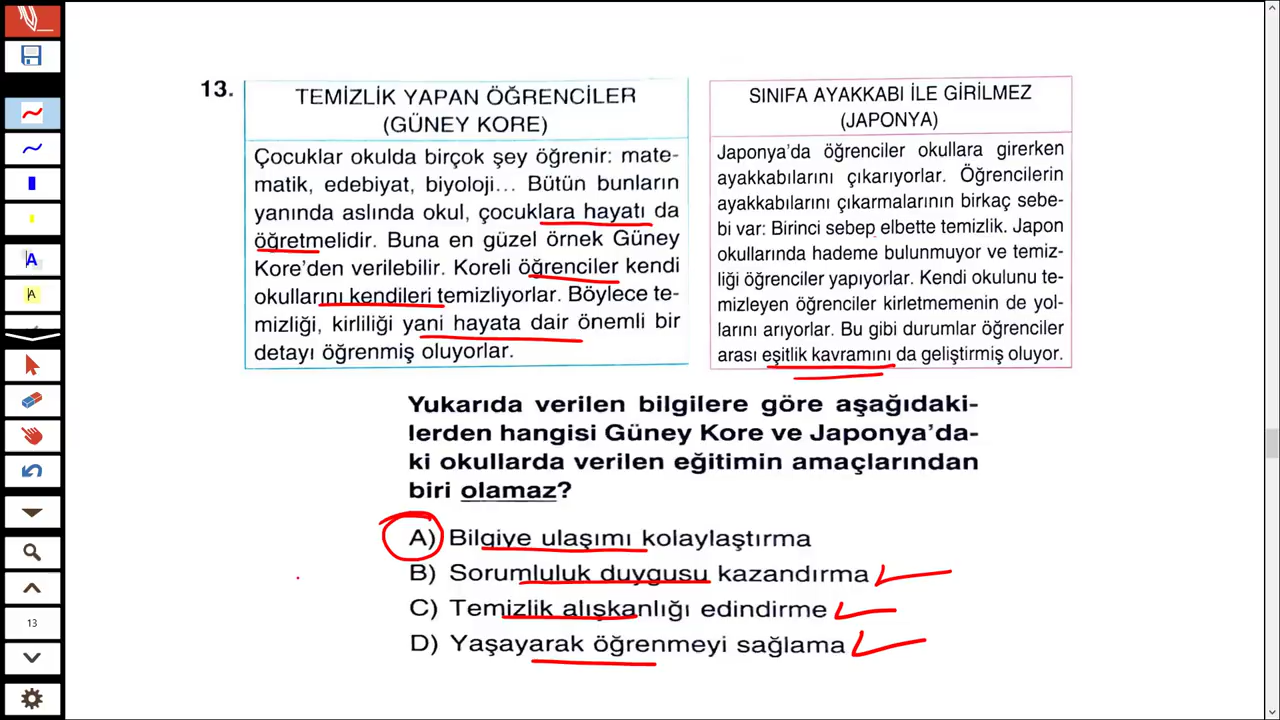 13.
TEMİZLİK YAPAN ÖĞRENCİLER
(GÜNEY KORE)
Çocuklar okulda birçok şey öğrenir: mate-
matik, edebiyat, biyoloji... Bütün bunların
yanında aslında okul, çocuklara hayatı da
öğretmelidir. Buna en güzel örnek Güney
Kore'den verilebilir. Koreli öğrenciler kendi
okullarını kendileri temizliyorlar. Böylece te-
mizliği, kirliliği yani hayata dair önemli bir
detayı öğrenmiş oluyorlar.
SINIFA AYAKKABI İLE GİRİLMEZ
(JAPONYA)
Japonya'da öğrenciler okullara girerken
ayakkabılarını çıkarıyorlar. Öğrencilerin
ayakkabılarını çıkarmalarının birkaç sebe-
bi var: Birinci sebep elbette temizlik. Japon
okullarında hademe bulunmuyor ve temiz-
liği öğrenciler yapıyorlar. Kendi okulunu te-
mizleyen öğrenciler kirletmemenin de yol-
larını arıyorlar. Bu gibi durumlar öğrenciler
arası eşitlik kavramını da geliştirmiş oluyor.
Yukarıda verilen bilgilere göre aşağıdaki-
lerden hangisi Güney Kore ve Japonya'da-
ki okullarda verilen eğitimin amaçlarından
biri olamaz?
A) Bilgiye ulaşımı kolaylaştırma
B) Sorumluluk duygusu kazandırma
C) Temizlik alışkanlığı edindirme
D) Yaşayarak öğrenmeyi sağlama
A
A
13